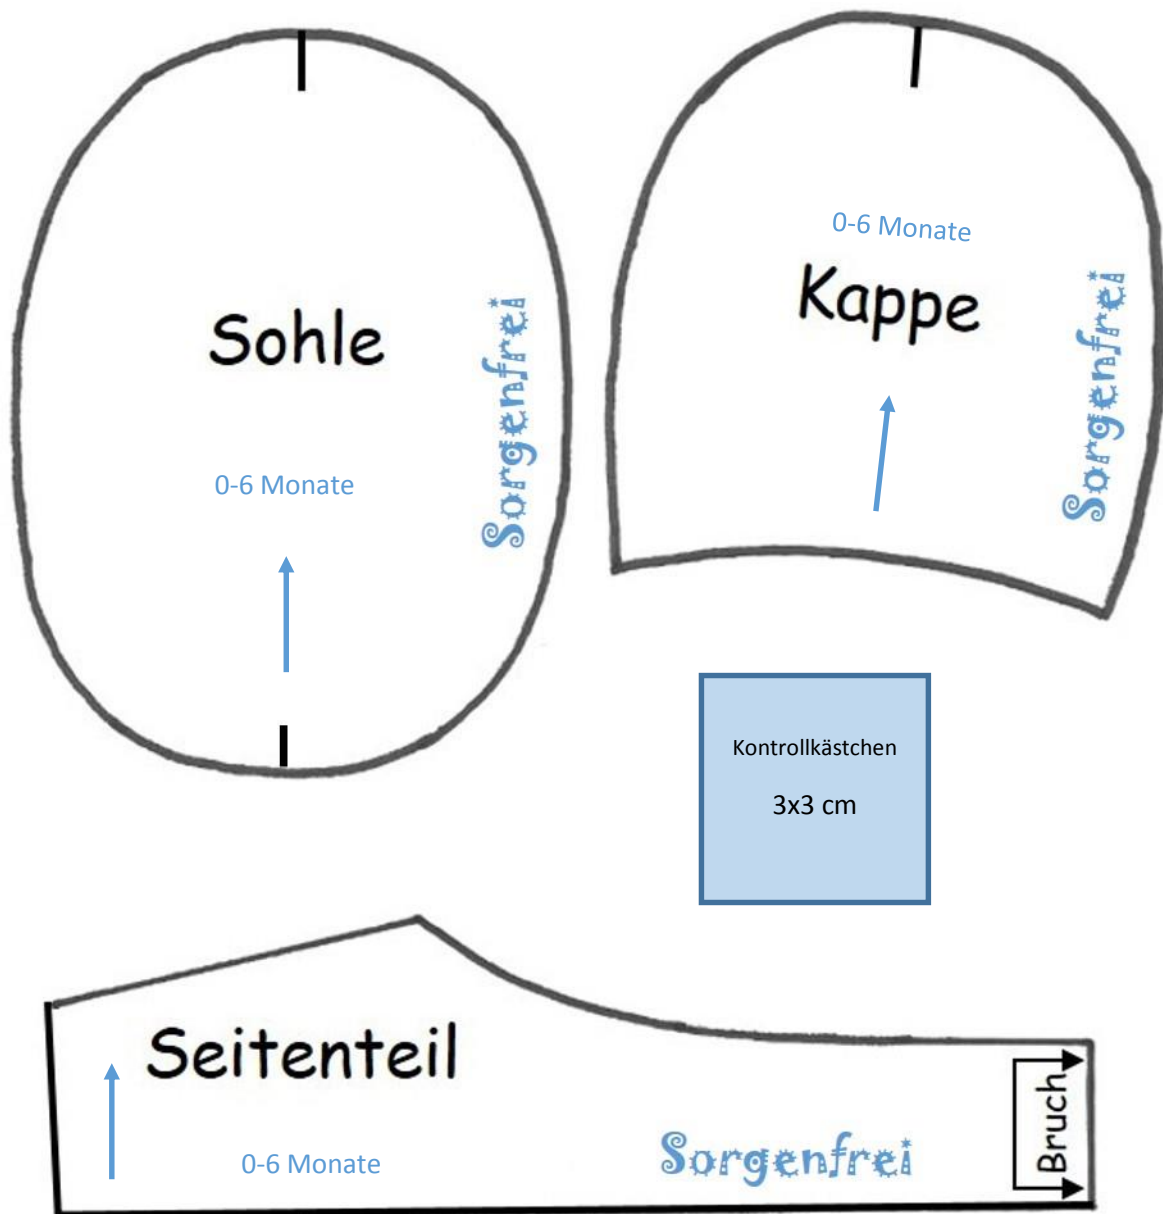 Sohle
0-6 Monate
Sorgenfrei
0-6 Monate
Kappe
Sorgenfrei
Kontrollkästchen
3x3 cm
Seitenteil
0-6 Monate
Sorgenfrei
Bruch